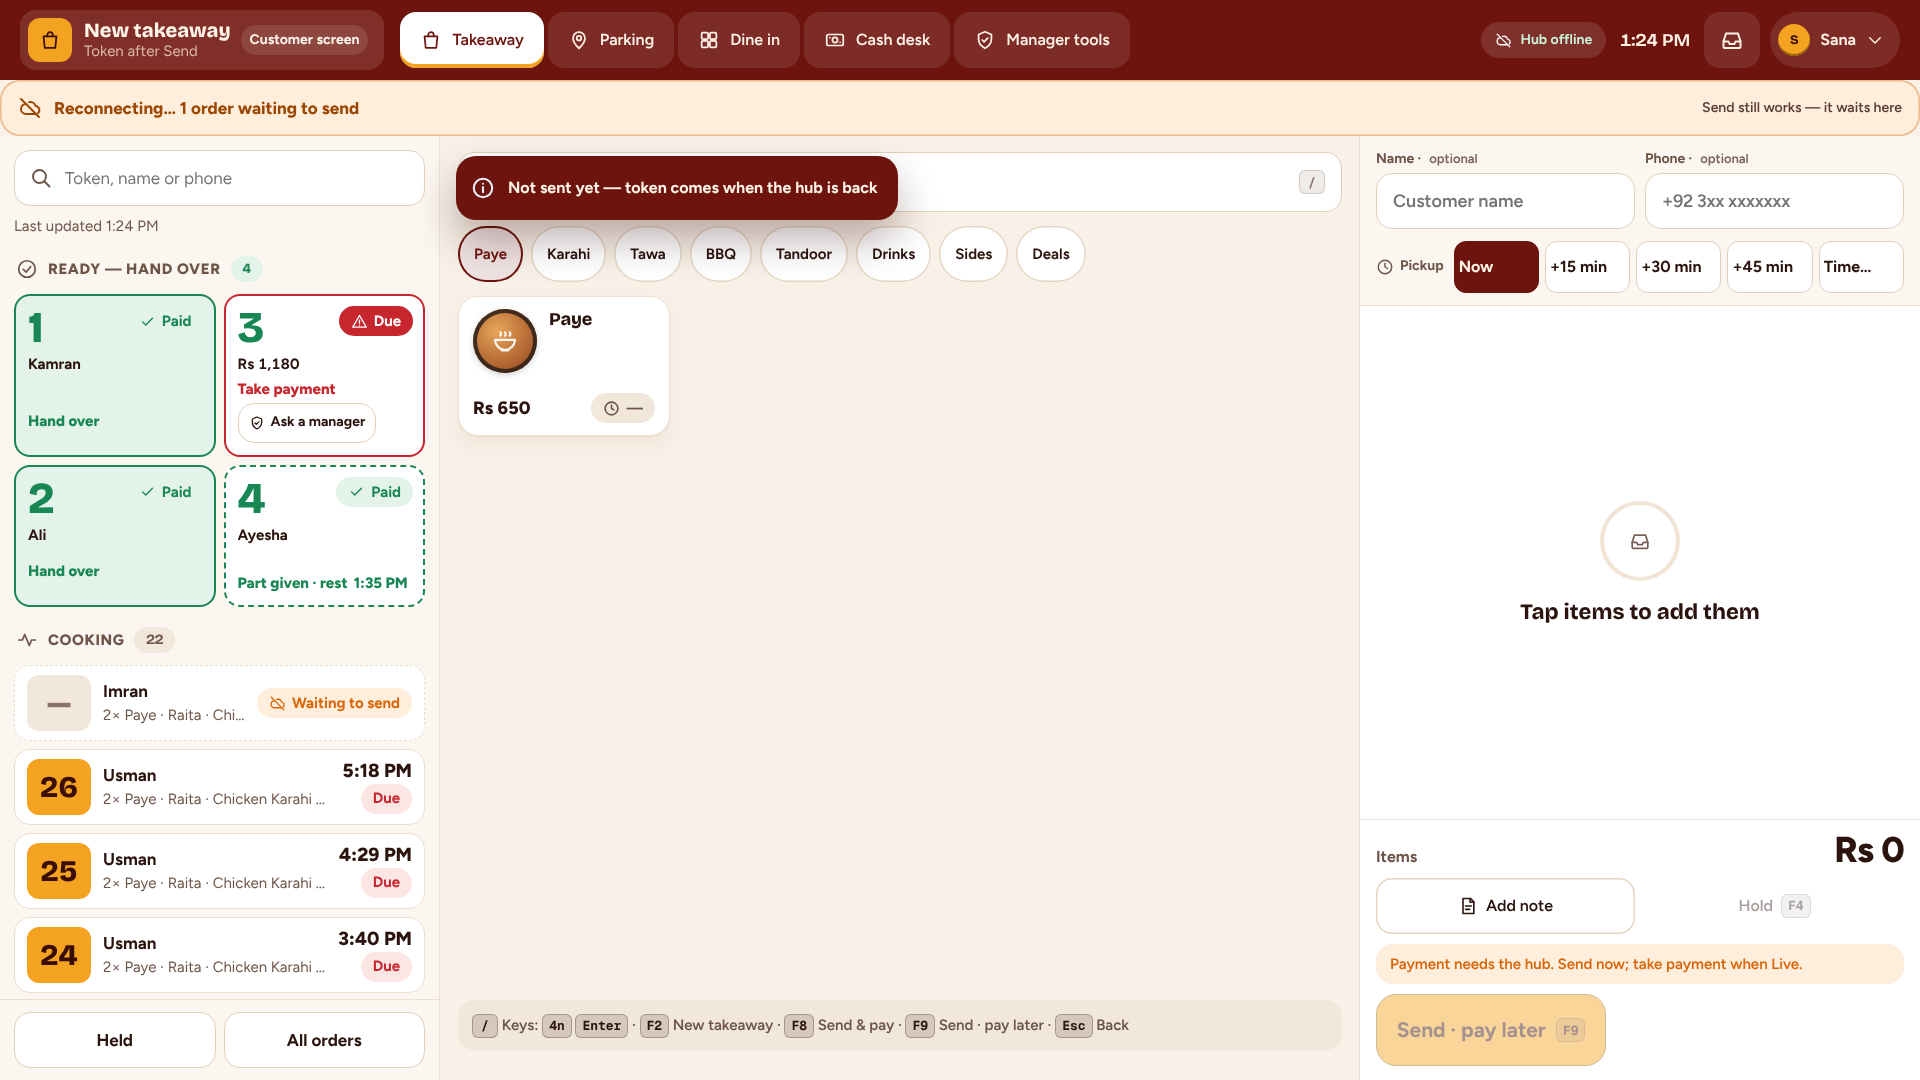 New takeaway
Token after Send
Customer screen
Takeaway
Parking
Dine in
Cash desk
Manager tools
Hub offline
1:24 PM
S
Sana
Reconnecting... 1 order waiting to send
Send still works — it waits here
Token, name or phone
Last updated 1:24 PM
READY — HAND OVER 4
1
Paid
Kamran
Hand over
3
Due
Rs 1,180
Take payment
Ask a manager
2
Paid
Ali
Hand over
4
Paid
Ayesha
Part given · rest 1:35 PM
COOKING 22
—
Imran
2× Paye · Raita · Chi...
Waiting to send
26
Usman
2× Paye · Raita · Chicken Karahi ...
5:18 PM
Due
25
Usman
2× Paye · Raita · Chicken Karahi ...
4:29 PM
Due
24
Usman
2× Paye · Raita · Chicken Karahi ...
3:40 PM
Due
Held
All orders
Not sent yet — token comes when the hub is back
/
Paye
Karahi
Tawa
BBQ
Tandoor
Drinks
Sides
Deals
Paye
Rs 650
—
/ Keys: 4n Enter · F2 New takeaway · F8 Send & pay · F9 Send · pay later · Esc Back
Name · optional
Phone · optional
Customer name
+92 3xx xxxxxxx
Pickup
Now
+15 min
+30 min
+45 min
Time...
Tap items to add them
Items
Rs 0
Add note
Hold F4
Payment needs the hub. Send now; take payment when Live.
Send · pay later F9